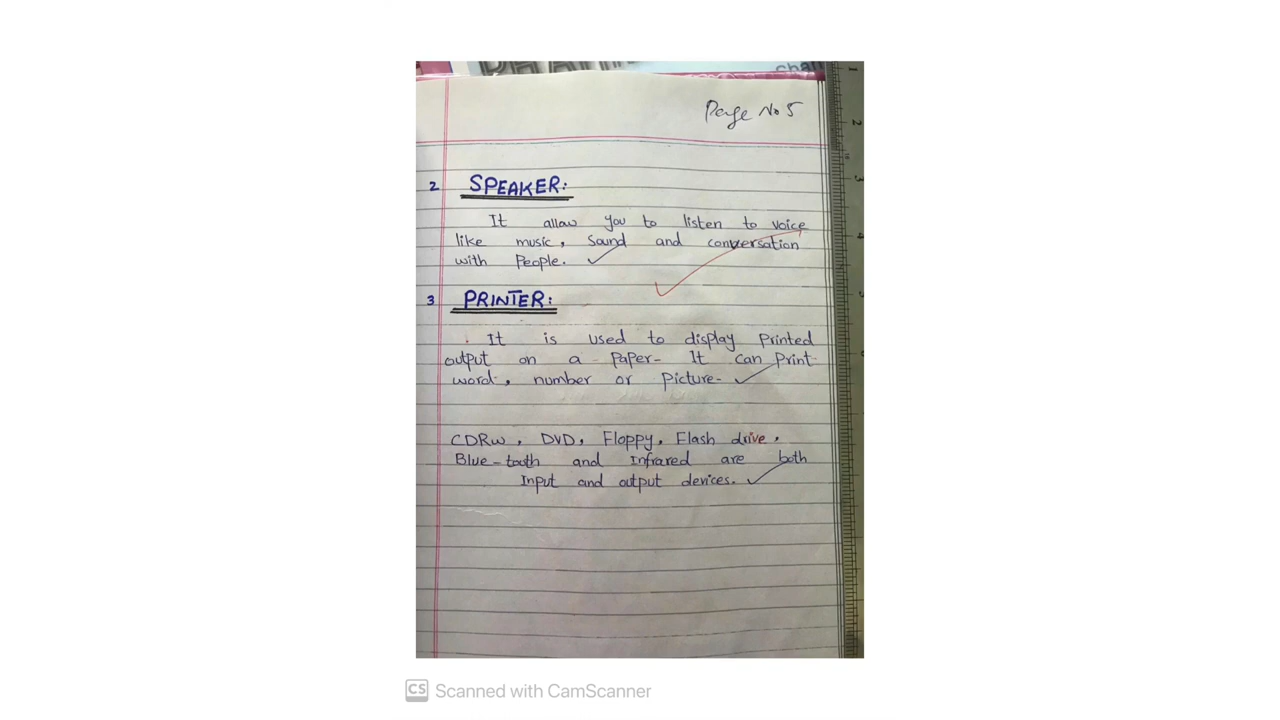 Page No 5
2 SPEAKER:
It allow you to listen to voice
like music, sound and conversation
with People.
3 PRINTER:
It is used to display Printed
output on a Paper- It can Print
word, number or Picture-
CDRw, DVD, Floppy, Flash drive,
Blue-tooth and Infrared are both
Input and output devices.
CS Scanned with CamScanner